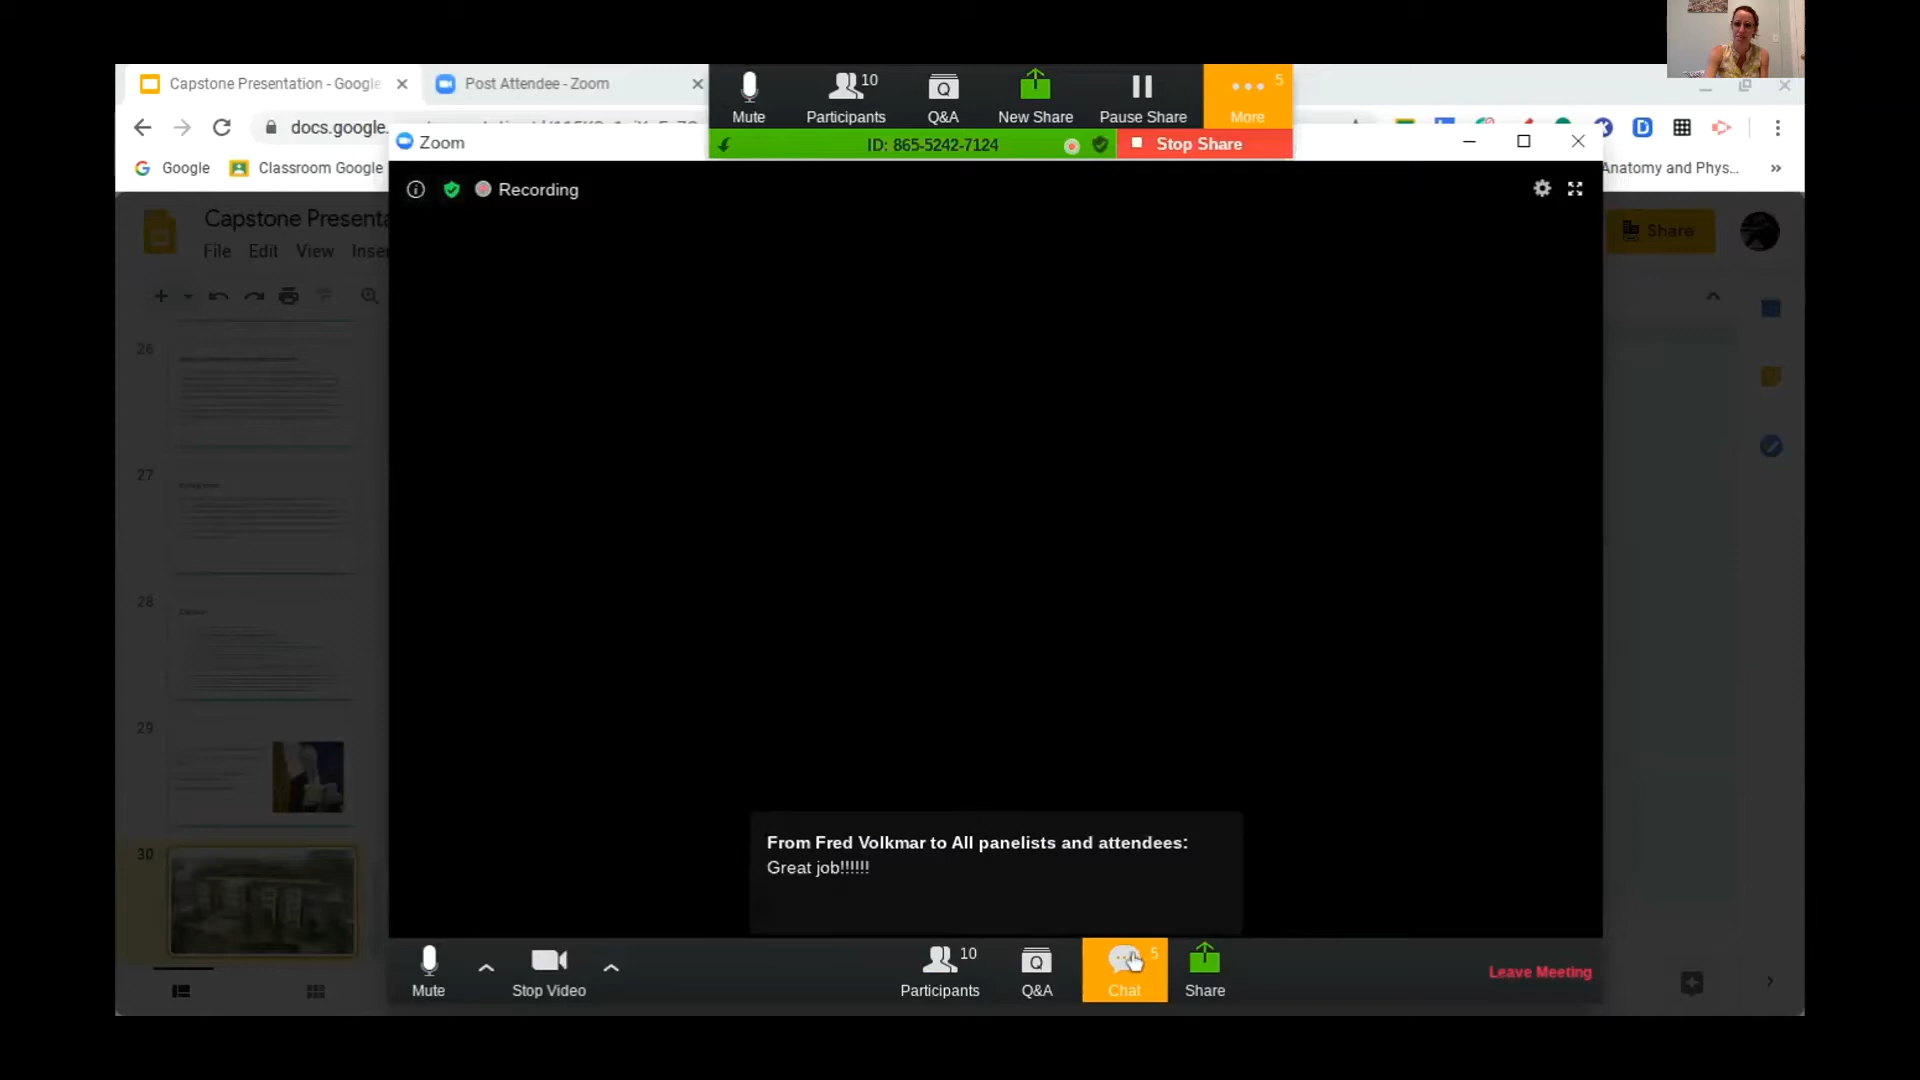 Capstone Presentation - Google
Post Attendee - Zoom
10
5
Mute
Participants
Q
Q&A
New Share
Pause Share
More
docs.google.
Zoom
ID: 865-5242-7124
Stop Share
D
Google
Classroom Google
Anatomy and Phys...
Recording
Capstone Presenta
Share
File
Edit
View
Inser
26
27
28
29
30
From Fred Volkmar to All panelists and attendees:
Great job!!!!!!
10
5
Q
Mute
Stop Video
Participants
Q&A
Chat
Share
Leave Meeting